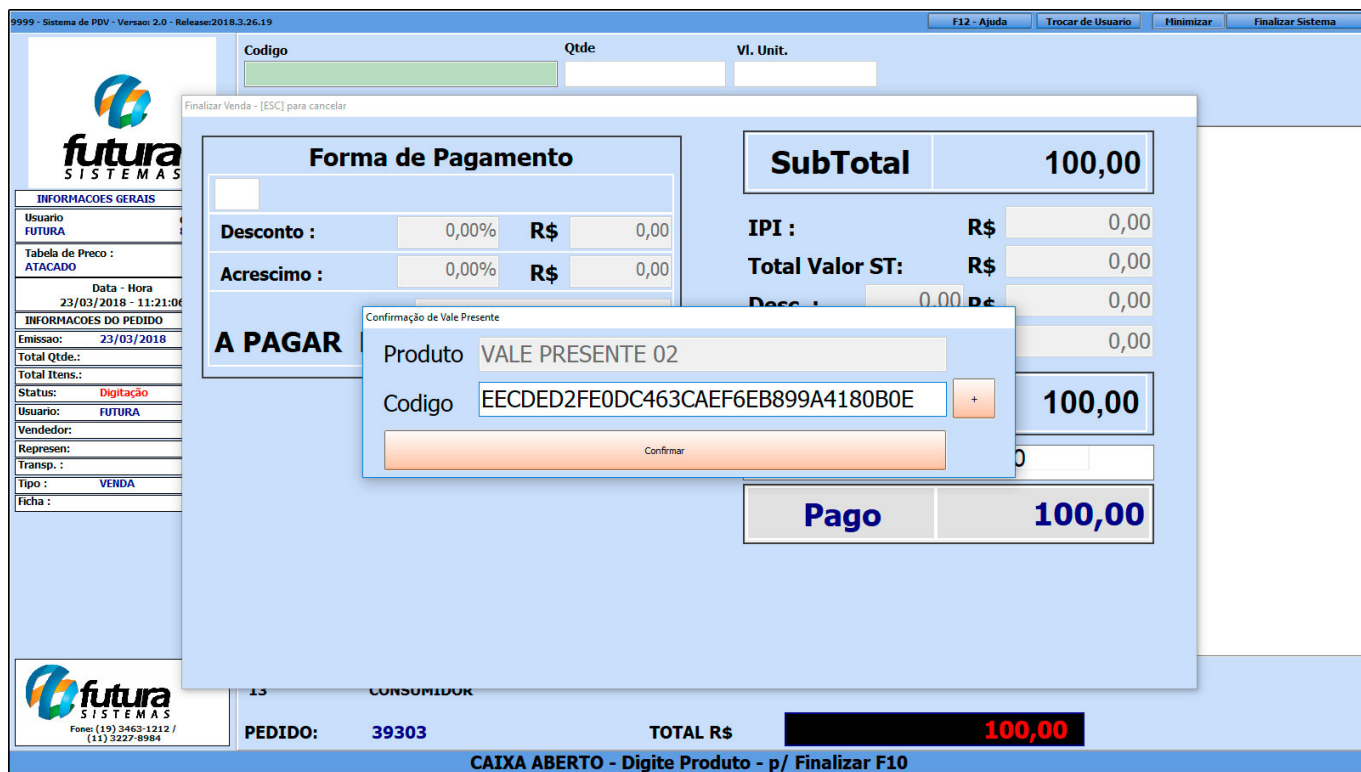 9999 - Sistema de PDV - Versao: 2.0 - Release:2018.3.26.19
F12 - Ajuda
Trocar de Usuario
Minimizar
Finalizar Sistema
Codigo
Qtde
Vl. Unit.
futura
SISTEMAS
Finalizar Venda - [ESC] para cancelar
Forma de Pagamento
Desconto :
0,00%
R$
0,00
Acrescimo :
0,00%
R$
0,00
A PAGAR
SubTotal
100,00
IPI :
R$
0,00
Total Valor ST:
R$
0,00
Desc. :
0,00
R$
0,00
0,00
100,00
Pago
100,00
Confirmação de Vale Presente
Produto
VALE PRESENTE 02
Codigo
EECDED2FE0DC463CAEF6EB899A4180B0E
+
Confirmar
INFORMACOES GERAIS
Usuario
FUTURA
Tabela de Preco :
ATACADO
Data - Hora
23/03/2018 - 11:21:06
INFORMACOES DO PEDIDO
Emissao:
23/03/2018
Total Qtde.:
Total Itens.:
Status:
Digitação
Usuario:
FUTURA
Vendedor:
Represen:
Transp. :
Tipo :
VENDA
Ficha :
futura
SISTEMAS
Fone: (19) 3463-1212 /
(11) 3227-8984
13
CONSUMIDOR
PEDIDO:
39303
TOTAL R$
100,00
CAIXA ABERTO - Digite Produto - p/ Finalizar F10